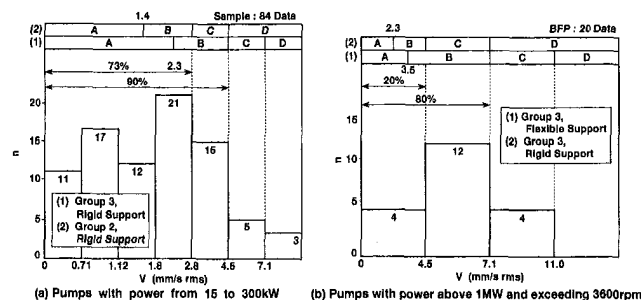 1.4 Sample : 84 Data
(2) A B C D
(1) A B C D
73% 2.3
90%
20
15
10
5
0
n
11
17
12
21
15
5
3
(1) Group 3,
Rigid Support
(2) Group 2,
Rigid Support
0 0.71 1.12 1.8 2.8 4.5 7.1
V (mm/s rms)
(a) Pumps with power from 15 to 300kW
2.3 BFP : 20 Data
(2) A B C D
(1) A B C D
3.5
20%
80%
15
10
5
0
n
4
12
4
(1) Group 3,
Flexible Support
(2) Group 3,
Rigid Support
0 4.5 7.1 11.0
V (mm/s rms)
(b) Pumps with power above 1MW and exceeding 3600rpm